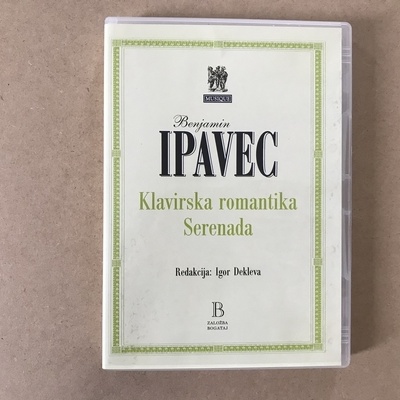 MUSIQUE
Benjamin
IPAVEC
Klavirska romantika
Serenada
Redakcija: Igor Dekleva
B
ZALOŽBA
BOGATAJ